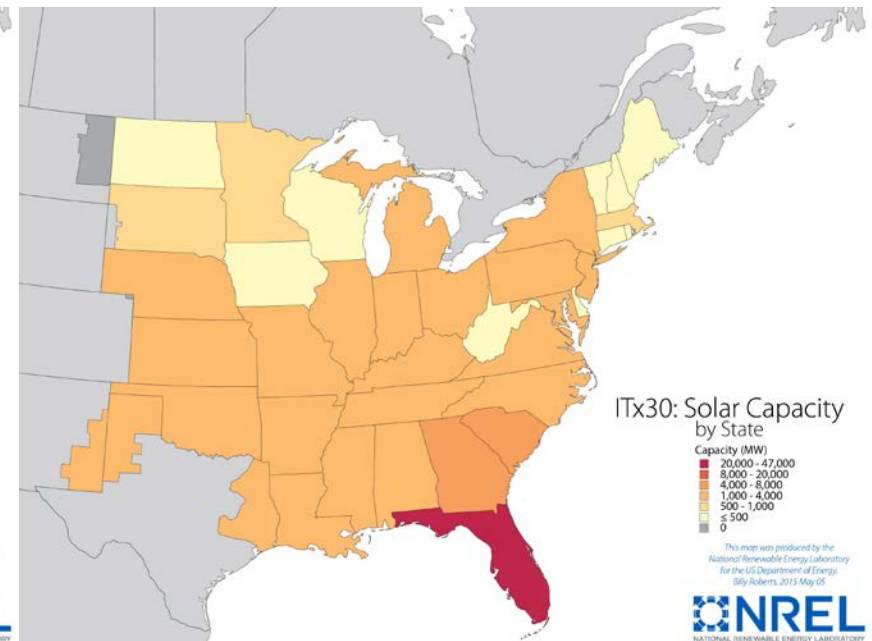 ITx30: Solar Capacity
by State
Capacity (MW)
20,000 - 47,000
8,000 - 20,000
4,000 - 8,000
1,000 - 4,000
500 - 1,000
≤ 500
0
This map was produced by the
National Renewable Energy Laboratory
for the US Department of Energy.
Billy Roberts, 2015 May 05
NREL
NATIONAL RENEWABLE ENERGY LABORATORY